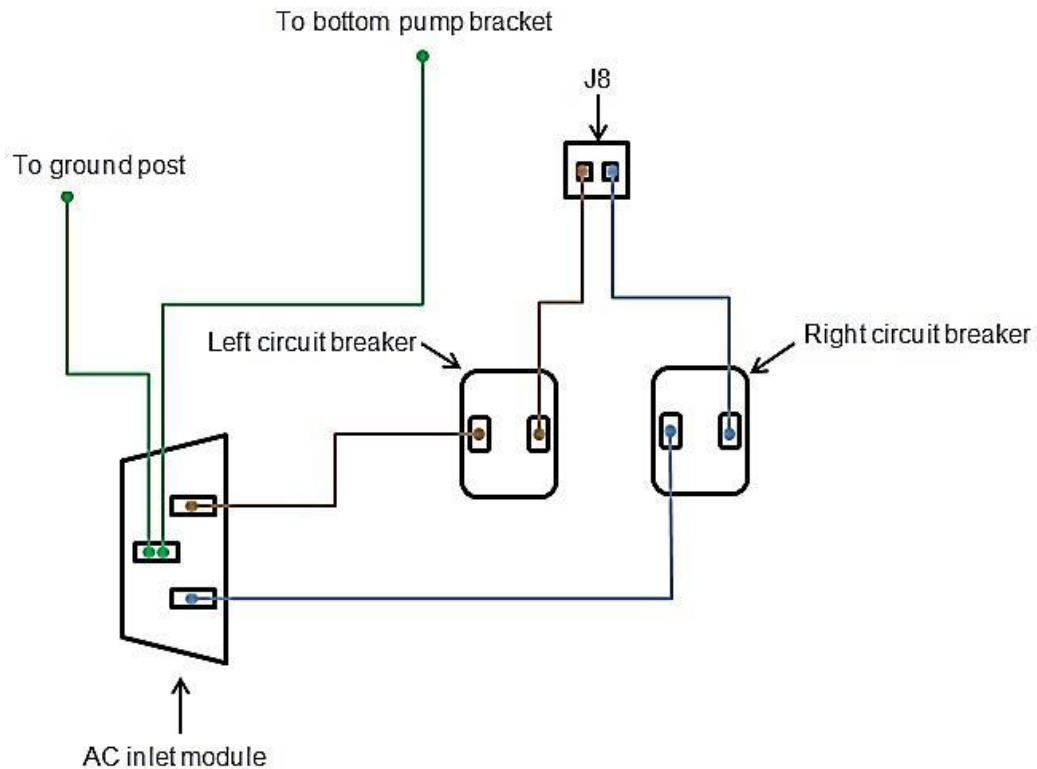 To bottom pump bracket
J8
To ground post
Left circuit breaker
Right circuit breaker
AC inlet module